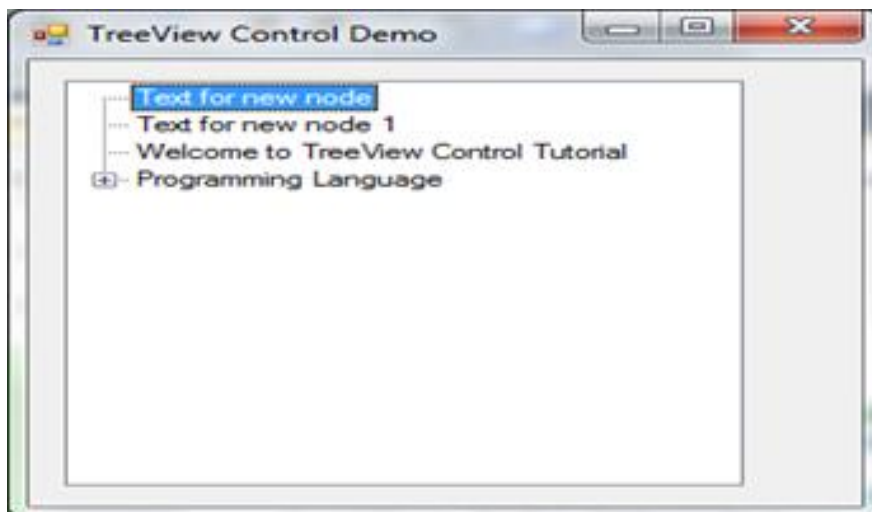 TreeView Control Demo
Text for new node
Text for new node 1
Welcome to TreeView Control Tutorial
Programming Language